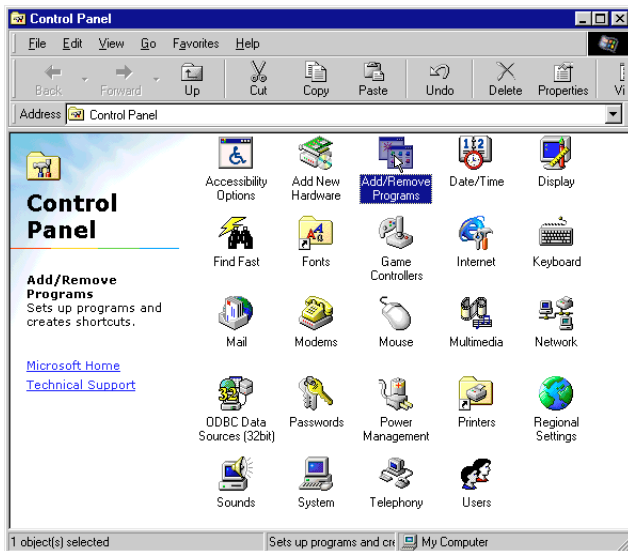 Control Panel
File Edit View Go Favorites Help
Back Forward Up Cut Copy Paste Undo Delete Properties Vi
Address Control Panel
Control
Panel
Add/Remove
Programs
Sets up programs and
creates shortcuts.
Microsoft Home
Technical Support
Accessibility
Options
Add New
Hardware
Add/Remove
Programs
Date/Time
Display
Find Fast
Fonts
Game
Controllers
Internet
Keyboard
Mail
Modems
Mouse
Multimedia
Network
ODBC Data
Sources (32bit)
Passwords
Power
Management
Printers
Regional
Settings
Sounds
System
Telephony
Users
1 object(s) selected
Sets up programs and cre
My Computer